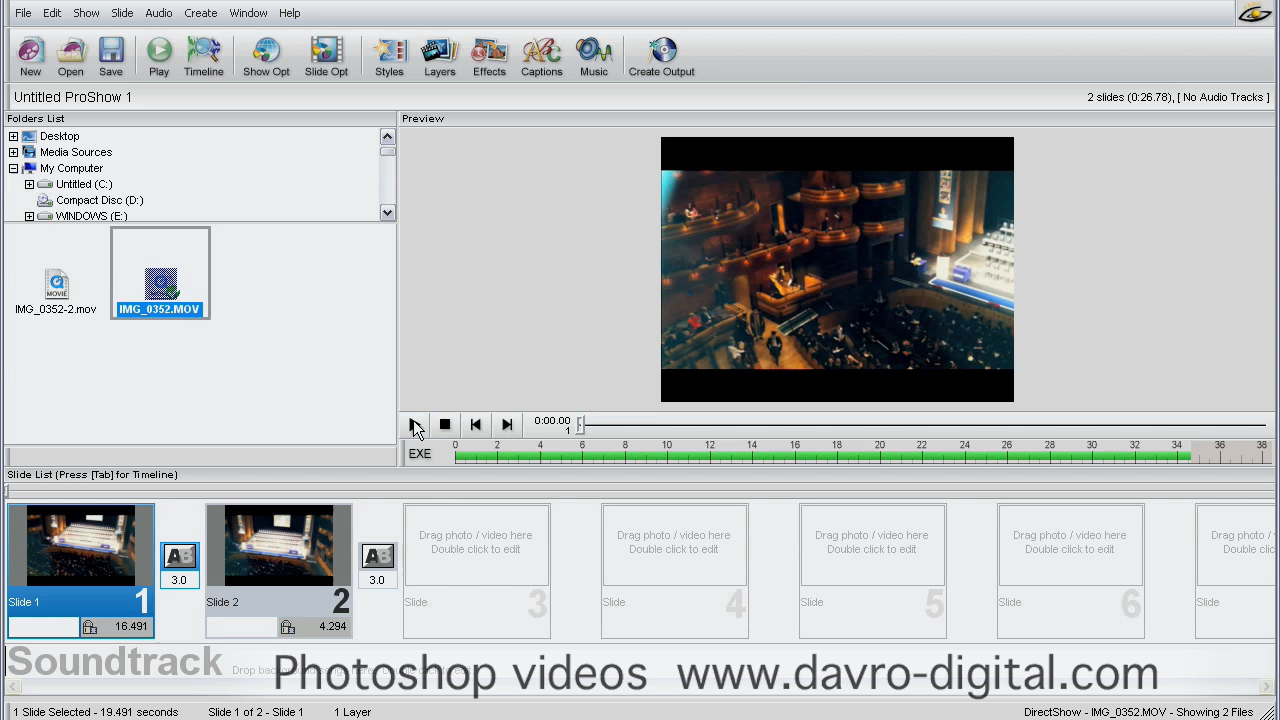 File Edit Show Slide Audio Create Window Help
New Open Save Play Timeline Show Opt Slide Opt Styles Layers Effects Captions Music Create Output
Untitled ProShow 1
2 slides (0:26.78), [ No Audio Tracks ]
Folders List
Preview
Desktop
Media Sources
My Computer
Untitled (C:)
Compact Disc (D:)
WINDOWS (E:)
MOVIE
IMG_0352-2.mov IMG_0352.MOV
0:00.00
1
0 2 4 6 8 10 12 14 16 18 20 22 24 26 28 30 32 34 36 38
EXE
Slide List (Press [Tab] for Timeline)
Drag photo / video here Drag photo / video here Drag photo / video here Drag photo / video here Drag
Double click to edit Double click to edit Double click to edit Double click to edit
AB AB
3.0 3.0
Slide 1 1 Slide 2 2 Slide 3 Slide 4 Slide 5 Slide 6 Slide
16.491 4.294
Soundtrack
Photoshop videos www.davro-digital.com
1 Slide Selected - 19.491 seconds Slide 1 of 2 - Slide 1 1 Layer DirectShow - IMG_0352.MOV - Showing 2 Files